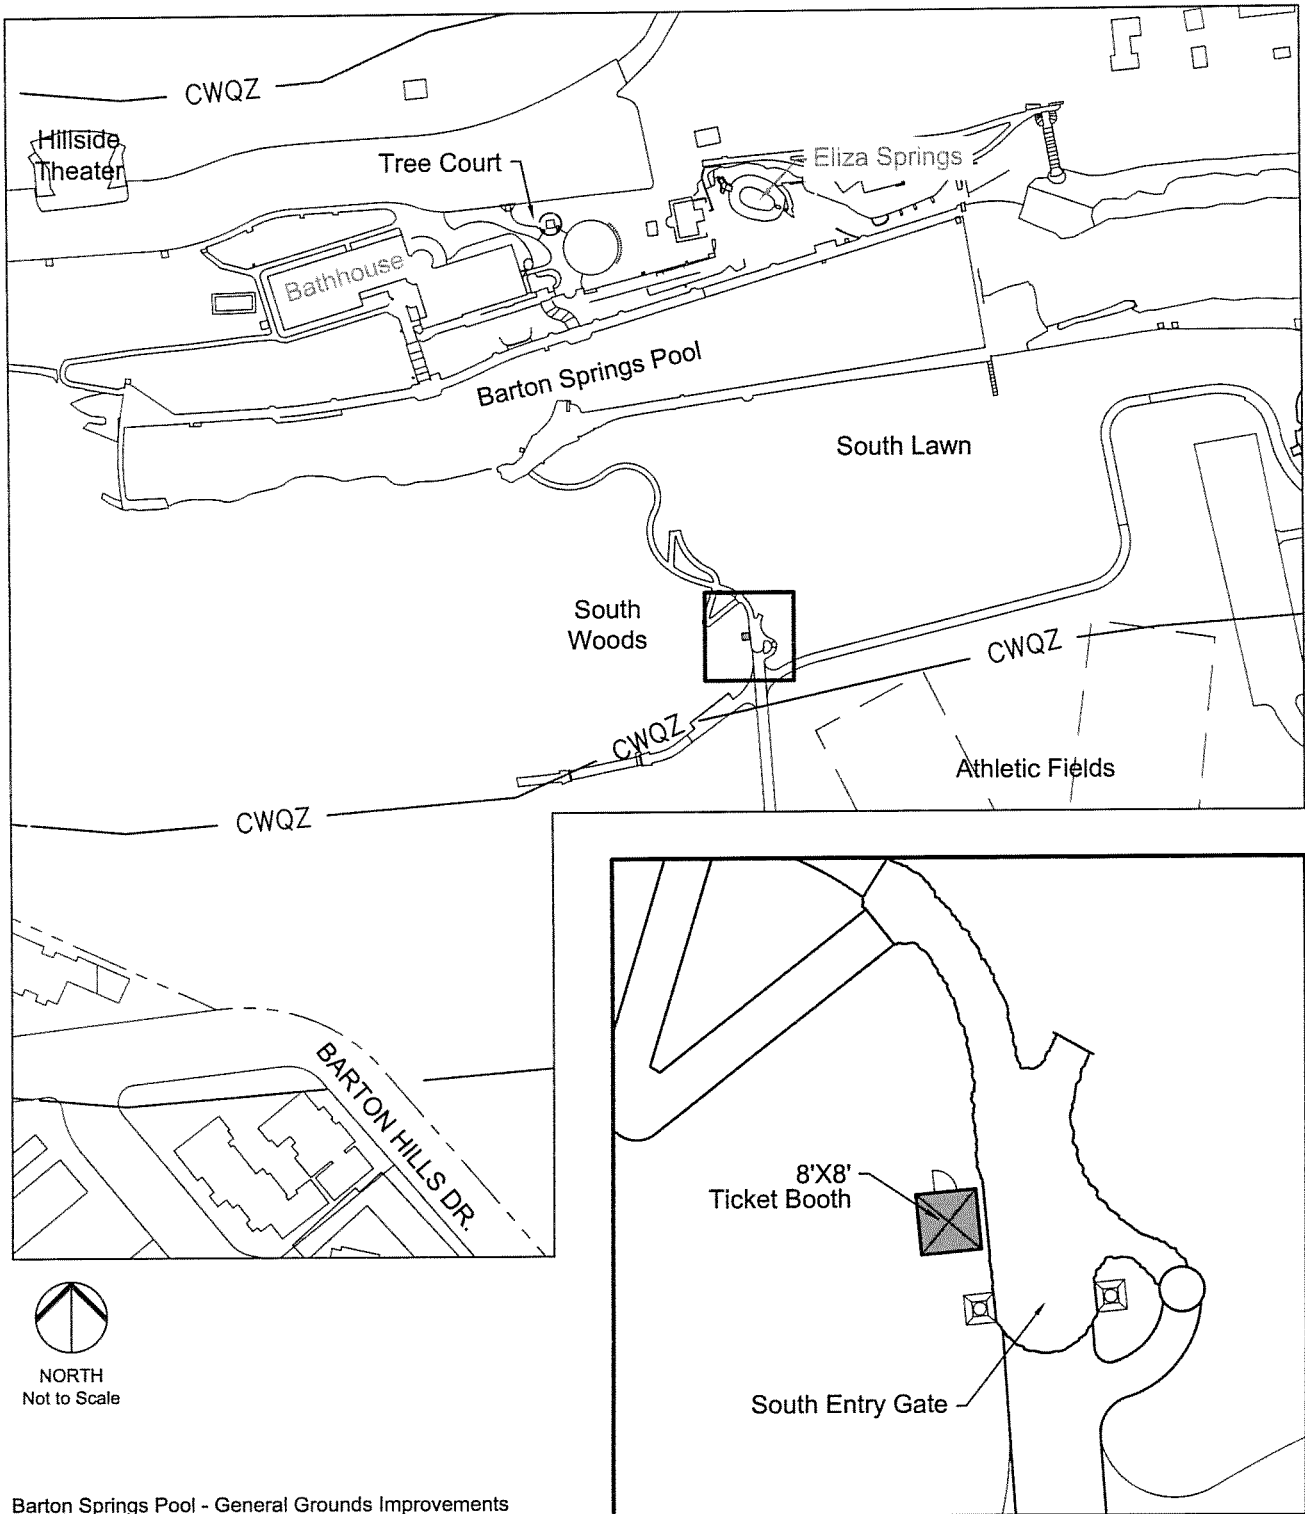 CWQZ
Hillside
Theater
Tree Court
Eliza Springs
Bathhouse
Barton Springs Pool
South Lawn
South
Woods
CWQZ
CWQZ
Athletic Fields
CWQZ
BARTON HILLS DR.
8'X8'
Ticket Booth
South Entry Gate
NORTH
Not to Scale
Barton Springs Pool - General Grounds Improvements